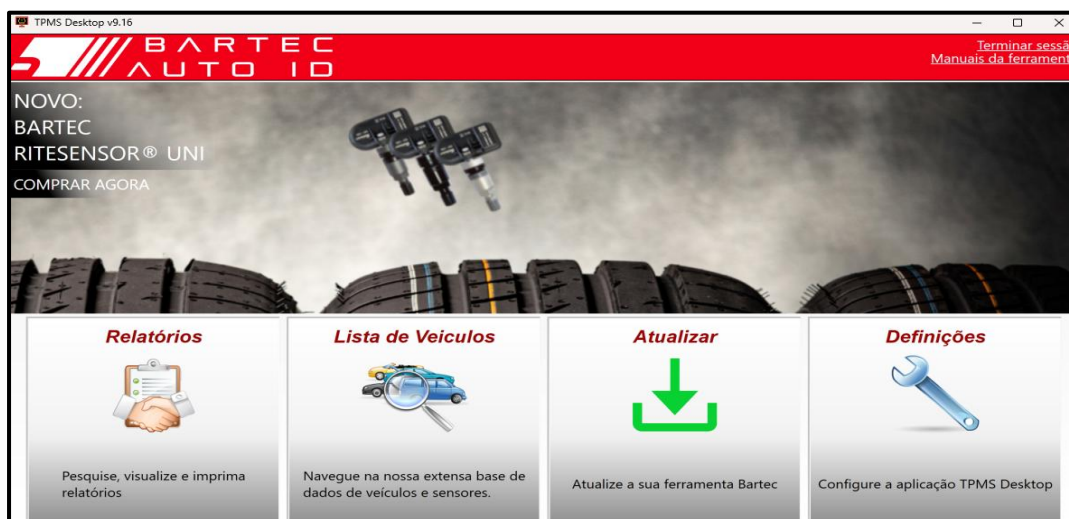 TPMS Desktop v9.16
BARTEC
AUTO ID
Terminar sessã
Manuais da ferrament
NOVO:
BARTEC
RITESENSOR® UNI
COMPRAR AGORA
Relatórios
Lista de Veiculos
Atualizar
Definições
Pesquise, visualize e imprima
relatórios
Navegue na nossa extensa base de
dados de veículos e sensores.
Atualize a sua ferramenta Bartec
Configure a aplicação TPMS Desktop